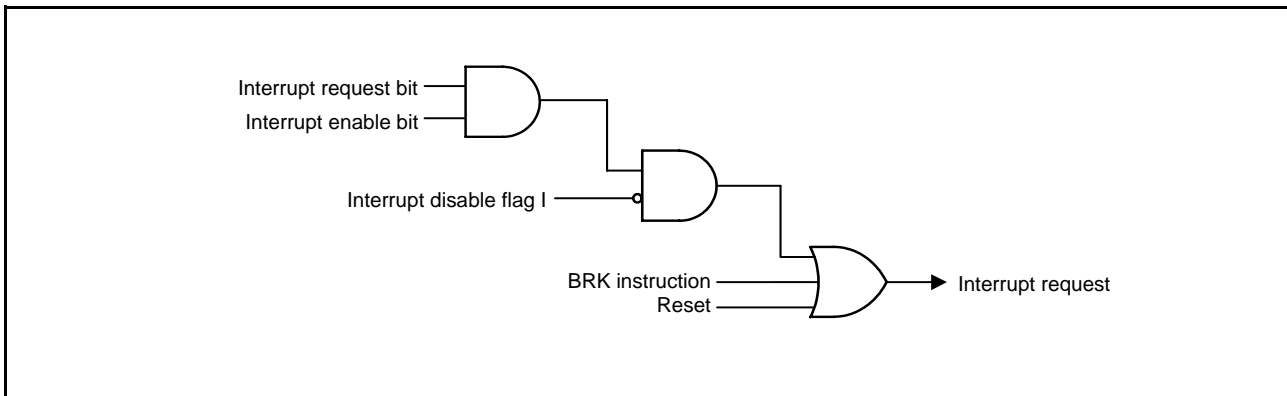 Interrupt request bit
Interrupt enable bit
Interrupt disable flag I
BRK instruction
Reset
Interrupt request